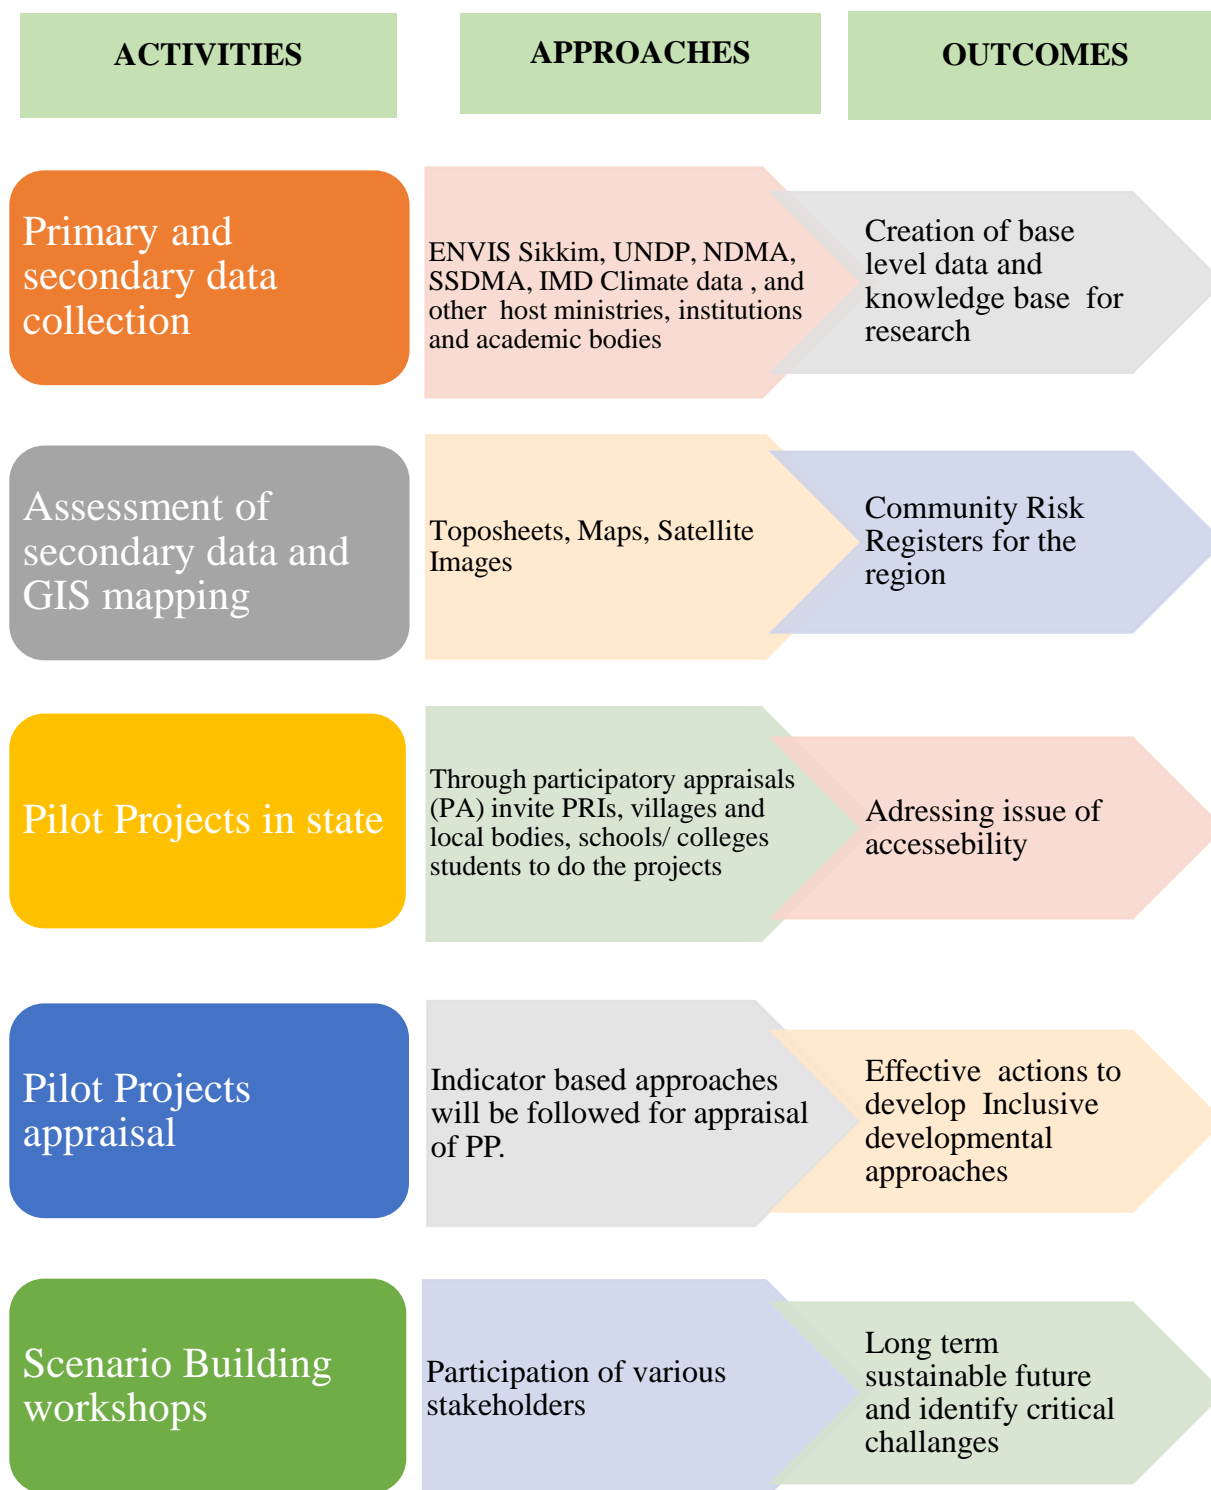 ACTIVITIES
APPROACHES
OUTCOMES
Primary and
secondary data
collection
ENVIS Sikkim, UNDP, NDMA,
SSDMA, IMD Climate data , and
other host ministries, institutions
and academic bodies
Creation of base
level data and
knowledge base for
research
Assessment of
secondary data and
GIS mapping
Toposheets, Maps, Satellite
Images
Community Risk
Registers for the
region
Pilot Projects in state
Through participatory appraisals
(PA) invite PRIs, villages and
local bodies, schools/ colleges
students to do the projects
Adressing issue of
accessebility
Pilot Projects
appraisal
Indicator based approaches
will be followed for appraisal
of PP.
Effective actions to
develop Inclusive
developmental
approaches
Scenario Building
workshops
Participation of various
stakeholders
Long term
sustainable future
and identify critical
challanges